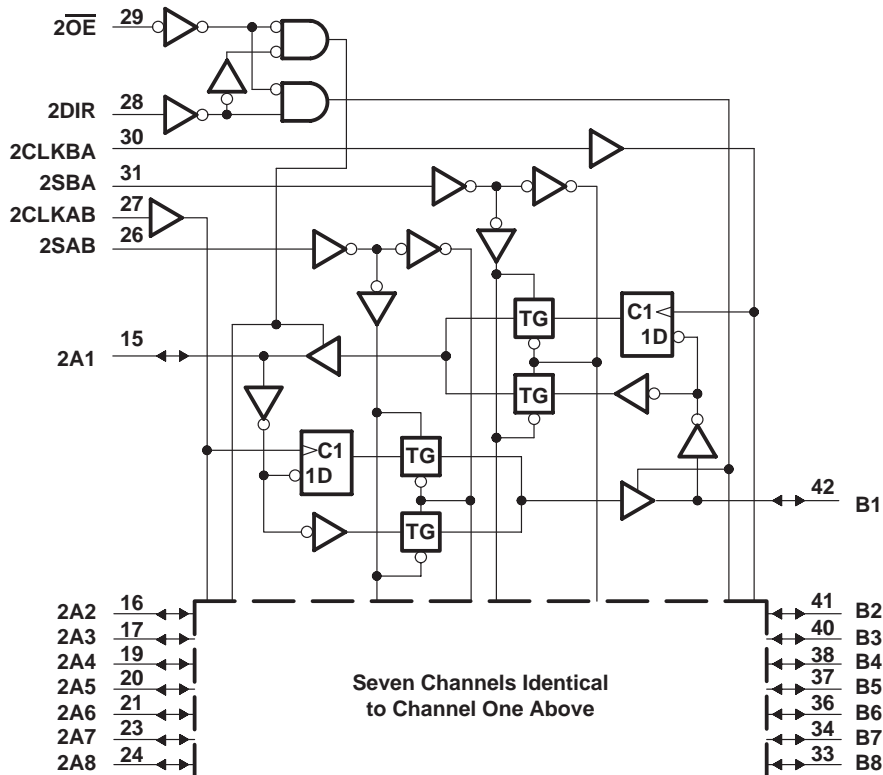 2OE 29
2DIR 28
2CLKBA 30
2SBA 31
2CLKAB 27
2SAB 26
TG C1
1D
2A1 15
TG
C1 TG
1D
TG
42 B1
2A2 16 41 B2
2A3 17 40 B3
2A4 19 38 B4
2A5 20 37 B5
2A6 21 36 B6
2A7 23 34 B7
2A8 24 33 B8
Seven Channels Identical
to Channel One Above